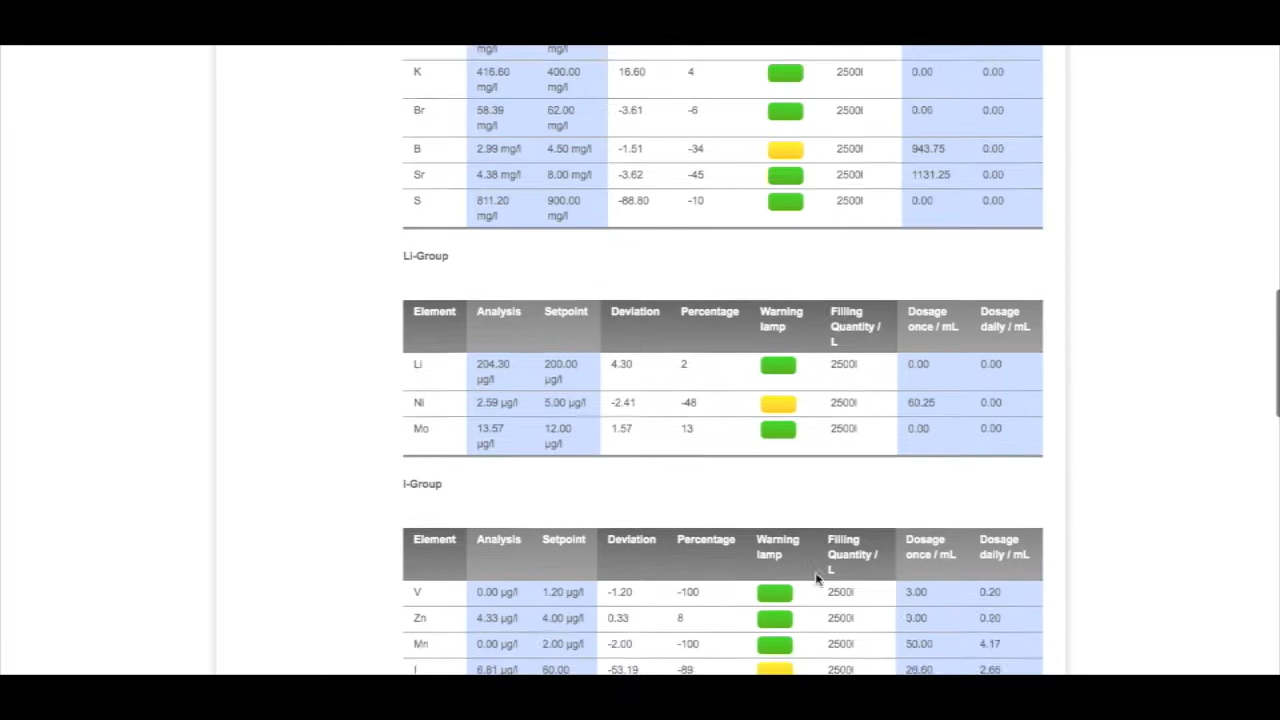 mg/l mg/l
K 416.60 400.00 16.60 4 2500l 0.00 0.00
mg/l mg/l
Br 58.39 62.00 -3.61 -6 2500l 0.06 0.00
mg/l mg/l
B 2.99 mg/l 4.50 mg/l -1.51 -34 2500l 943.75 0.00
Sr 4.38 mg/l 8.00 mg/l -3.62 -45 2500l 1131.25 0.00
S 811.20 900.00 -88.80 -10 2500l 0.00 0.00
mg/l mg/l
Li-Group
Element Analysis Setpoint Deviation Percentage Warning Filling Dosage Dosage
lamp Quantity / once / mL daily / mL
L
Li 204.30 200.00 4.30 2 2500l 0.00 0.00
µg/l µg/l
Ni 2.59 µg/l 5.00 µg/l -2.41 -48 2500l 60.25 0.00
Mo 13.57 12.00 1.57 13 2500l 0.00 0.00
µg/l µg/l
I-Group
Element Analysis Setpoint Deviation Percentage Warning Filling Dosage Dosage
lamp Quantity / once / mL daily / mL
L
V 0.00 µg/l 1.20 µg/l -1.20 -100 2500l 3.00 0.20
Zn 4.33 µg/l 4.00 µg/l 0.33 8 2500l 0.20
Mn 0.00 µg/l 2.00 µg/l -2.00 -100 2500l 50.00 4.17
I 6.81 µg/l 60.00 -53.19 -89 2500l 2.66